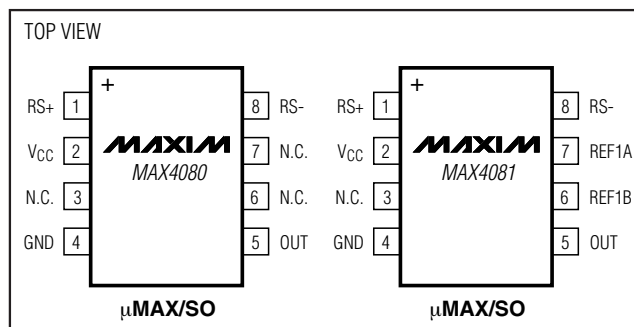 TOP VIEW
+
RS+ 1
8 RS-
VCC 2
7 N.C.
N.C. 3
6 N.C.
GND 4
5 OUT
MAXIM
MAX4080
μMAX/SO
+
RS+ 1
8 RS-
VCC 2
7 REF1A
N.C. 3
6 REF1B
GND 4
5 OUT
MAXIM
MAX4081
μMAX/SO